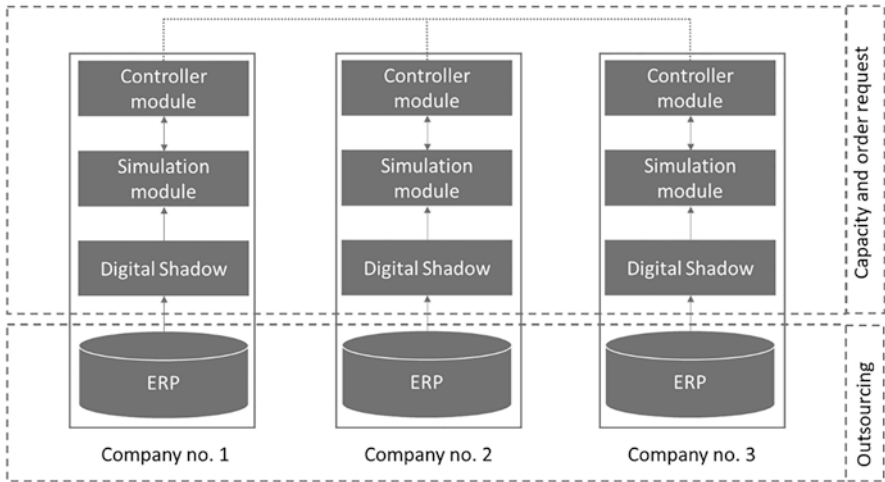 Controller
module
Controller
module
Controller
module
Simulation
module
Simulation
module
Simulation
module
Digital Shadow
Digital Shadow
Digital Shadow
Capacity and order request
ERP
ERP
ERP
Company no. 1
Company no. 2
Company no. 3
Outsourcing